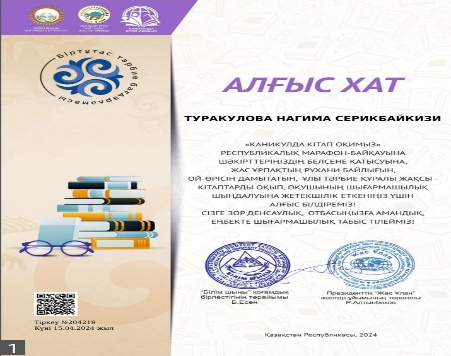 Біртұтас тәрбие бағдарламасы
АЛҒЫС ХАТ
ТУРАКУЛОВА НАГИМА СЕРИКБАЙКИЗИ
«КАНИКУЛДА КІТАП ОҚИМЫЗ»
РЕСПУБЛИКАЛЫҚ МАРАФОН-БАЙҚАУЫНА
ШӘКІРТТЕРІҢІЗДІҢ БЕЛСЕНЕ ҚАТЫСУЫНА,
ЖАС ҰРПАҚТЫҢ РУХАНИ БАЙЛЫҒЫН,
ОЙ-ӨРІСІН ДАМЫТАТЫН, ҰЛЫ ТӘРБИЕ ҚҰРАЛЫ ЖАҚСЫ -
КІТАПТАРДЫ ОҚЫП, ОҚУШЫНЫҢ ШЫҒАРМАШЫЛЫҚ
ШЫҢДАЛУЫНА ЖЕТЕКШІЛІК ЕТКЕНІҢІЗ ҮШІН
АЛҒЫС БІЛДІРЕМІЗ!
СІЗГЕ ЗОР ДЕНСАУЛЫҚ, ОТБАСЫҢЫЗҒА АМАНДЫҚ,
ЕҢБЕКТЕ ШЫҒАРМАШЫЛЫҚ ТАБЫС ТІЛЕЙМІЗ!
"Білім шыңы" қоғамдық
бірлестігінің төрайымы
Б.Есен
Президенттік "Жас Ұлан"
жастар ұйымының төрағасы
Р.Алтынбеков
Тіркеу №204219
Күні 15.04.2024 жыл
Қазақстан Республикасы, 2024
1